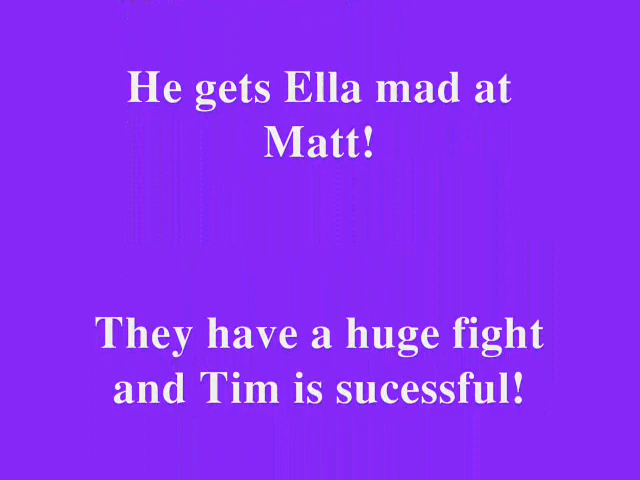 He gets Ella mad at
Matt!
They have a huge fight
and Tim is sucessful!